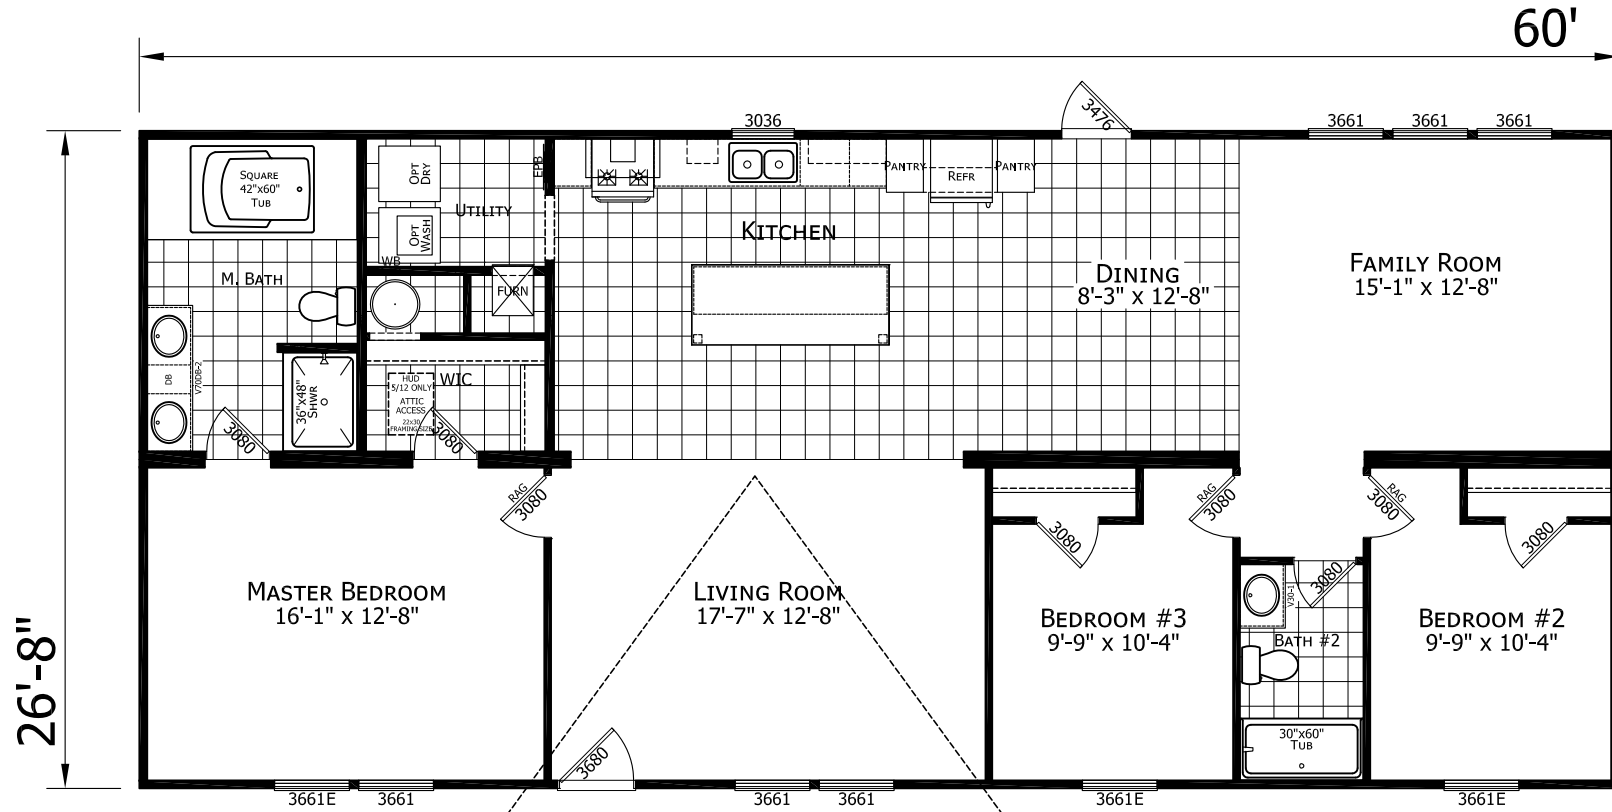 60'
3036
3476
3661
3661
3661
SQUARE
42"x60"
TUB
OPT
DRY
EPB
UTILITY
OPT
WASH
WB
PANTRY
REFR
PANTRY
KITCHEN
M. BATH
FURN
DINING
8'-3" x 12'-8"
FAMILY ROOM
15'-1" x 12'-8"
DB
V70DB-2
36"x48"
SHWR
HUD
5/12 ONLY
ATTIC
ACCESS
22x30
FRAMING SIZE
WIC
3080
3080
RAG
3080
RAG
3080
RAG
3080
3080
3080
MASTER BEDROOM
16'-1" x 12'-8"
LIVING ROOM
17'-7" x 12'-8"
BEDROOM #3
9'-9" x 10'-4"
3080
V30-1
BATH #2
BEDROOM #2
9'-9" x 10'-4"
26'-8"
30"x60"
TUB
3680
3661E
3661
3661
3661
3661E
3661E